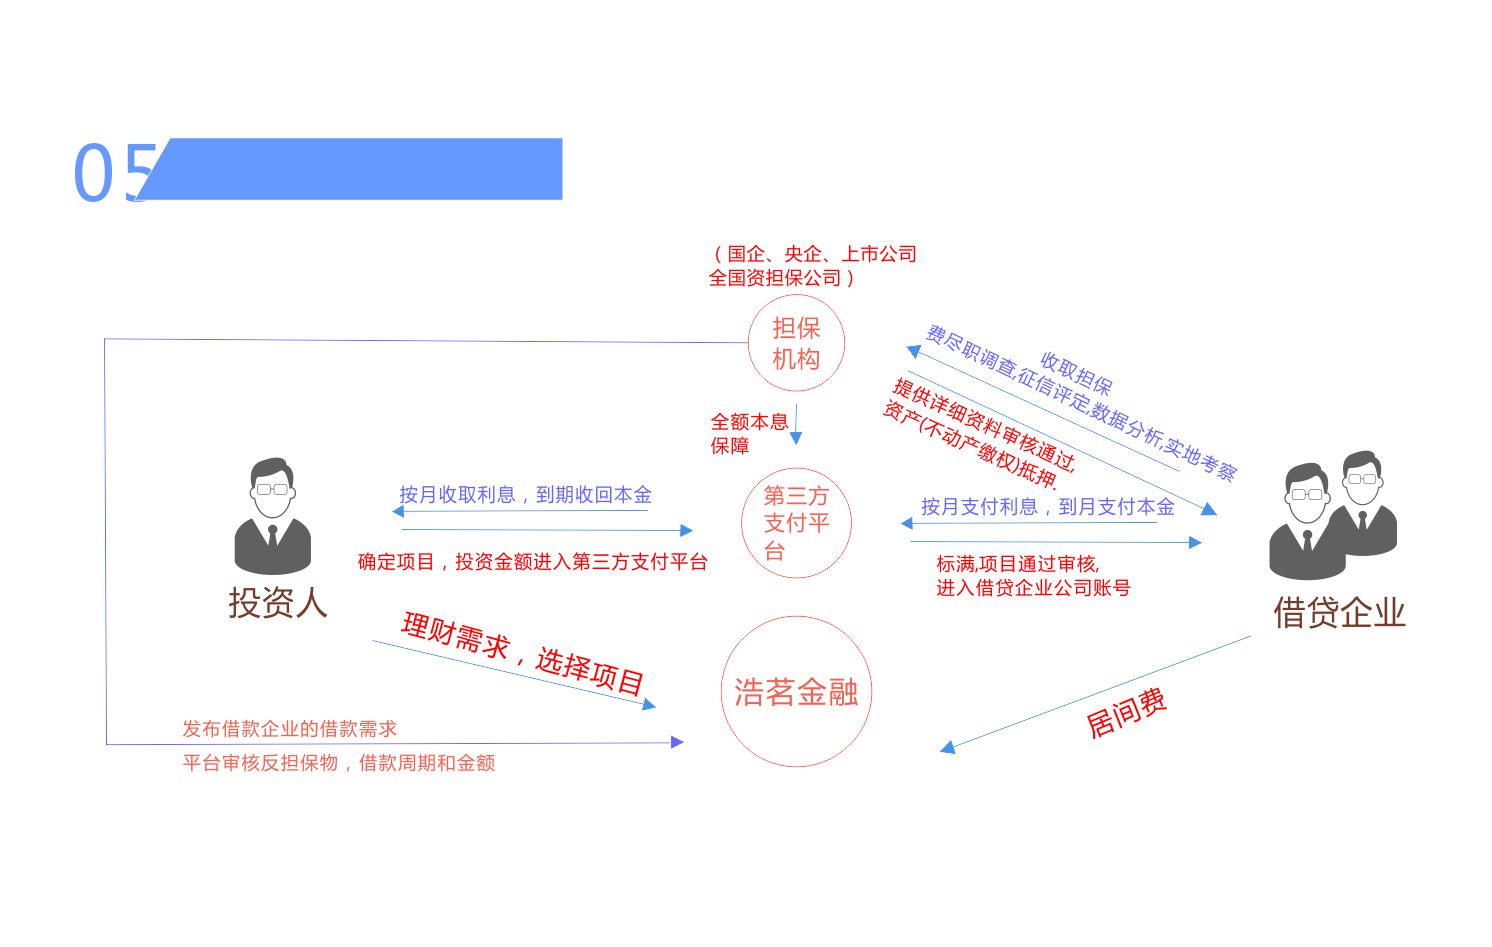 05
（国企、央企、上市公司
全国资担保公司）
担保
机构
收取担保
费尽职调查,征信评定,数据分析,实地考察
提供详细资料审核通过,
资产(不动产缴权)抵押.
全额本息
保障
第三方
支付平
台
按月收取利息，到期收回本金
确定项目，投资金额进入第三方支付平台
按月支付利息，到月支付本金
标满,项目通过审核,
进入借贷企业公司账号
投资人
借贷企业
理财需求，选择项目
浩茗金融
居间费
发布借款企业的借款需求
平台审核反担保物，借款周期和金额